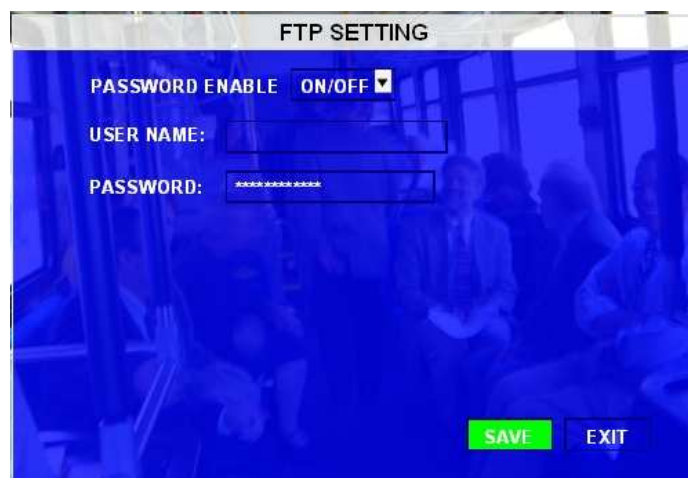 FTP SETTING
PASSWORD ENABLE ON/OFF
USER NAME:
PASSWORD: ************
SAVE EXIT